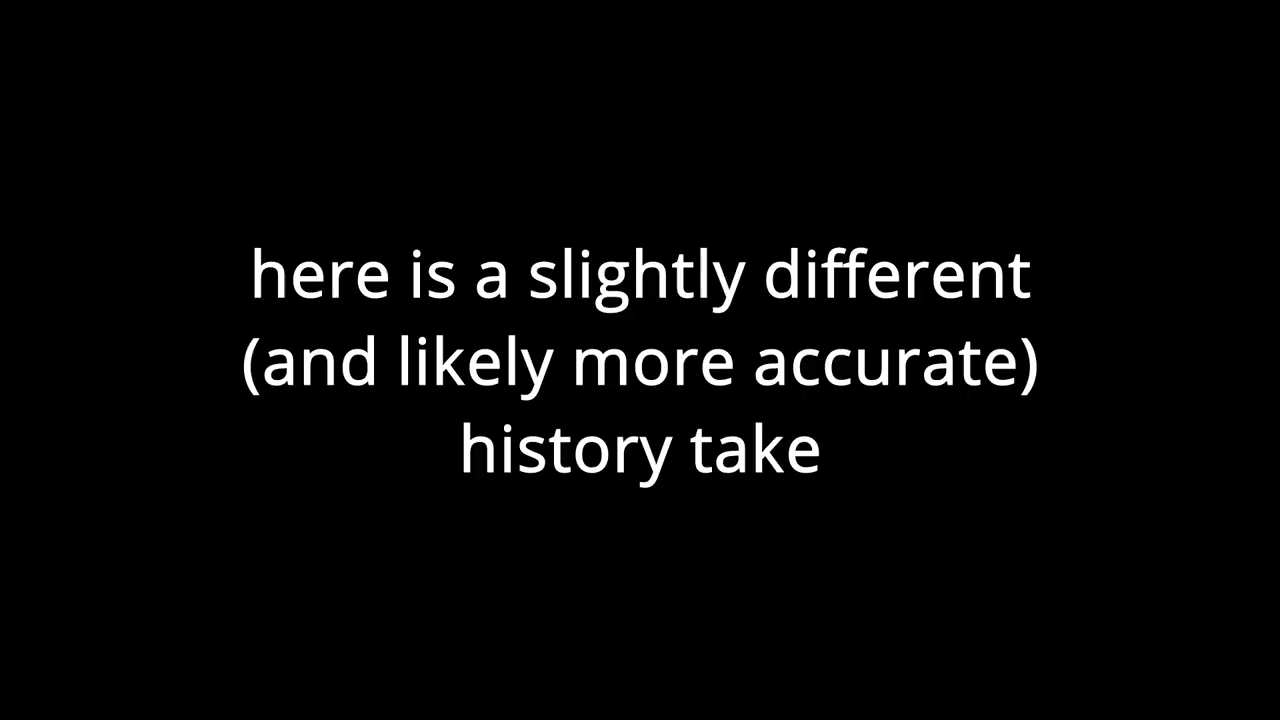 here is a slightly different
(and likely more accurate)
history take